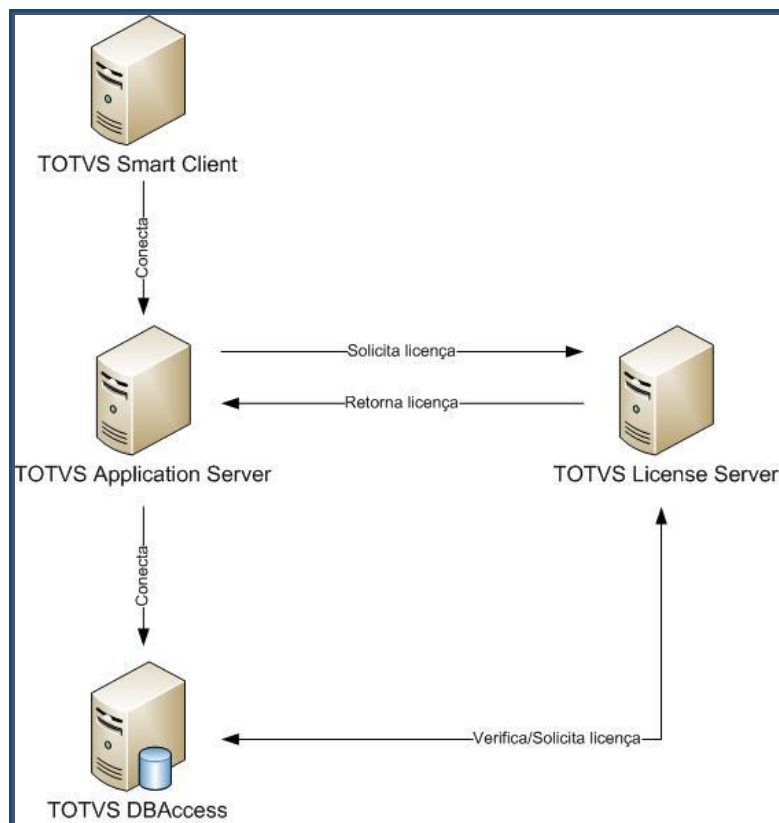 TOTVS Smart Client
Conecta
Solicita licença
Retorna licença
TOTVS Application Server
TOTVS License Server
Conecta
Verifica/Solicita licença
TOTVS DBAccess